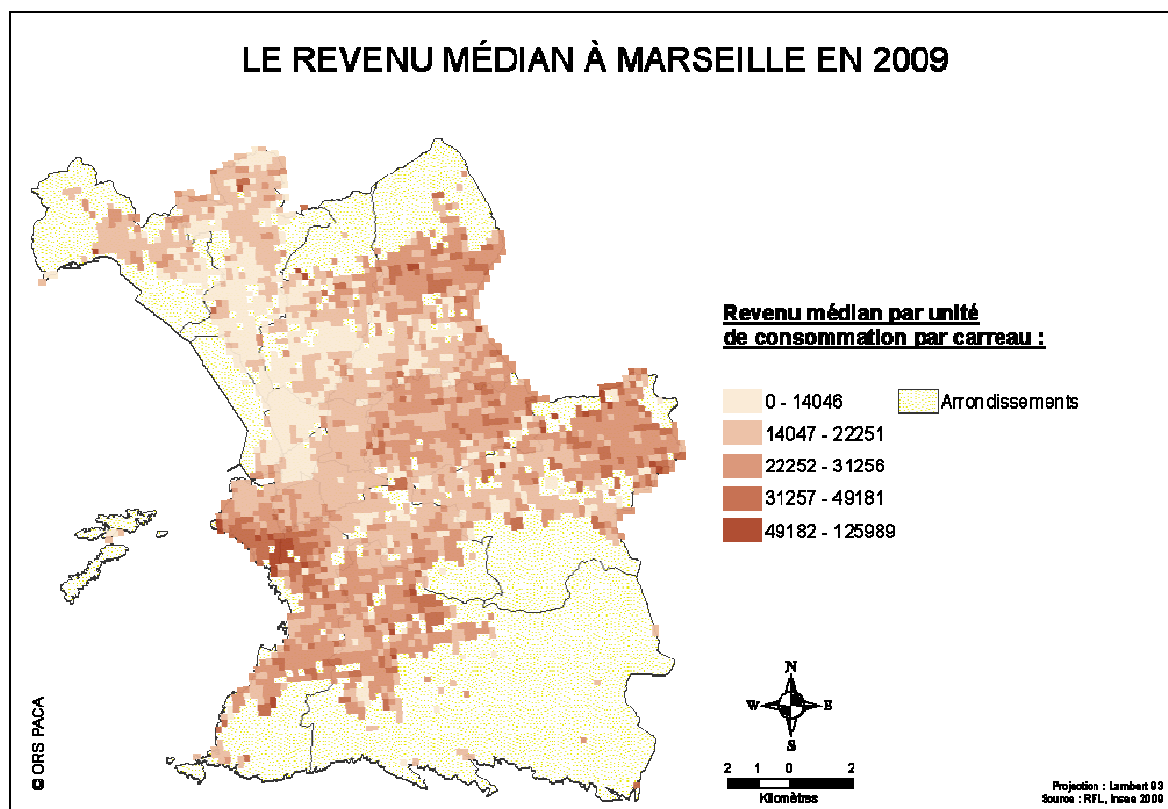 LE REVENU MÉDIAN À MARSEILLE EN 2009
Revenu médian par unité
de consommation par carreau :
0 - 14046
Arrondissements
14047 - 22251
22252 - 31256
31257 - 49181
49182 - 125989
N
W
E
S
2 1 0 2
Kilomètres
© ORS PACA
Projection : Lambert 93
Source : RFL, Insee 2009